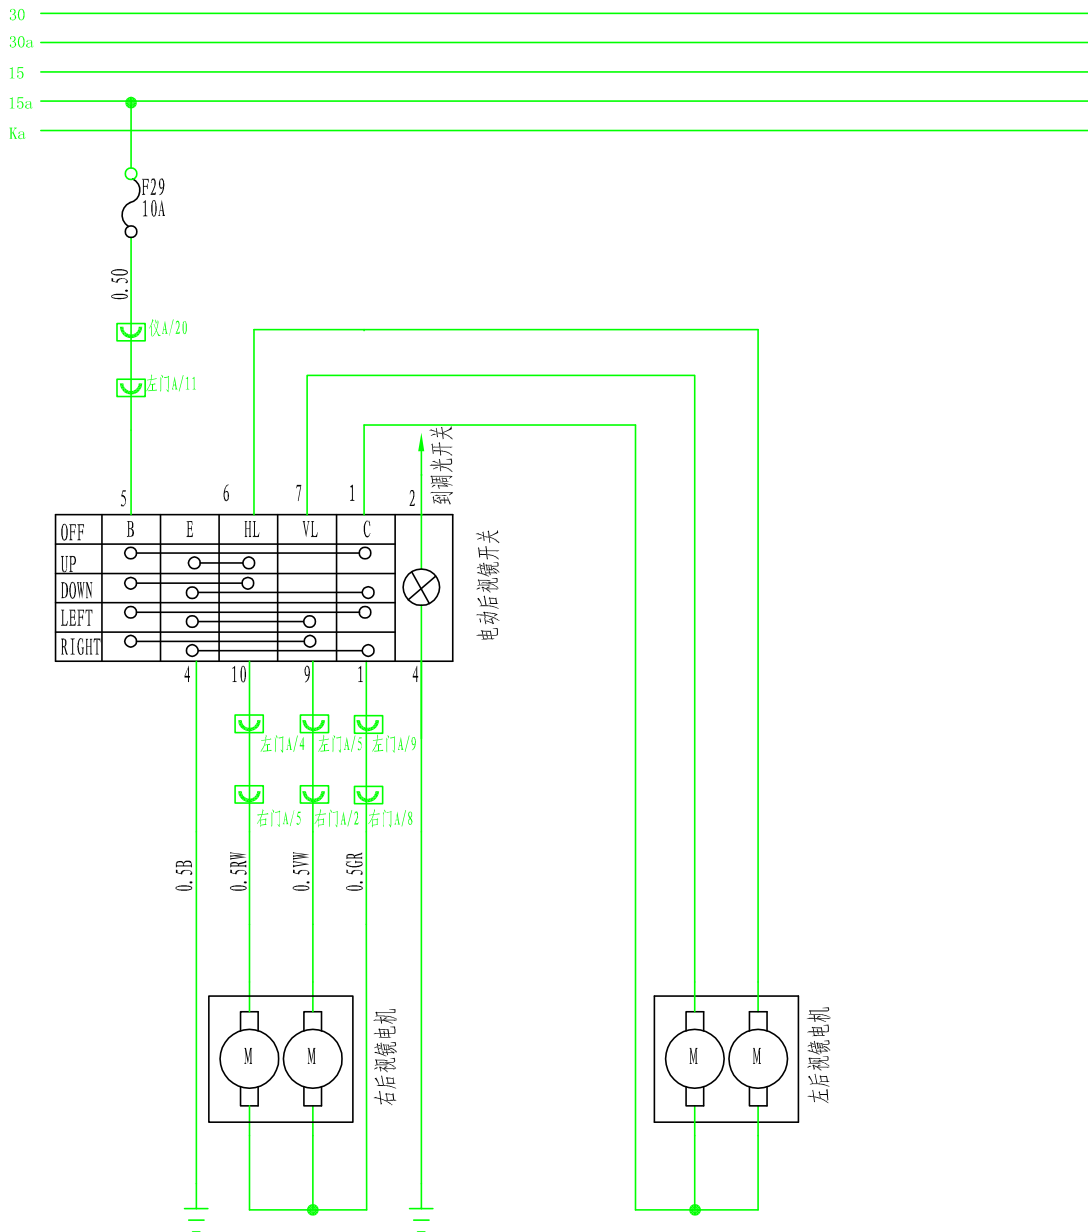 30
30a
15
15a
Ka
F29
10A
0.5O
仪A/20
左门A/11
到调光开关
5
6
7
1
2
OFF
B
E
HL
VL
C
UP
DOWN
LEFT
RIGHT
电动后视镜开关
4
10
9
1
4
左门A/4
左门A/5
左门A/9
右门A/5
右门A/2
右门A/8
0.5B
0.5RW
0.5VW
0.5GR
M
M
右后视镜电机
M
M
左后视镜电机